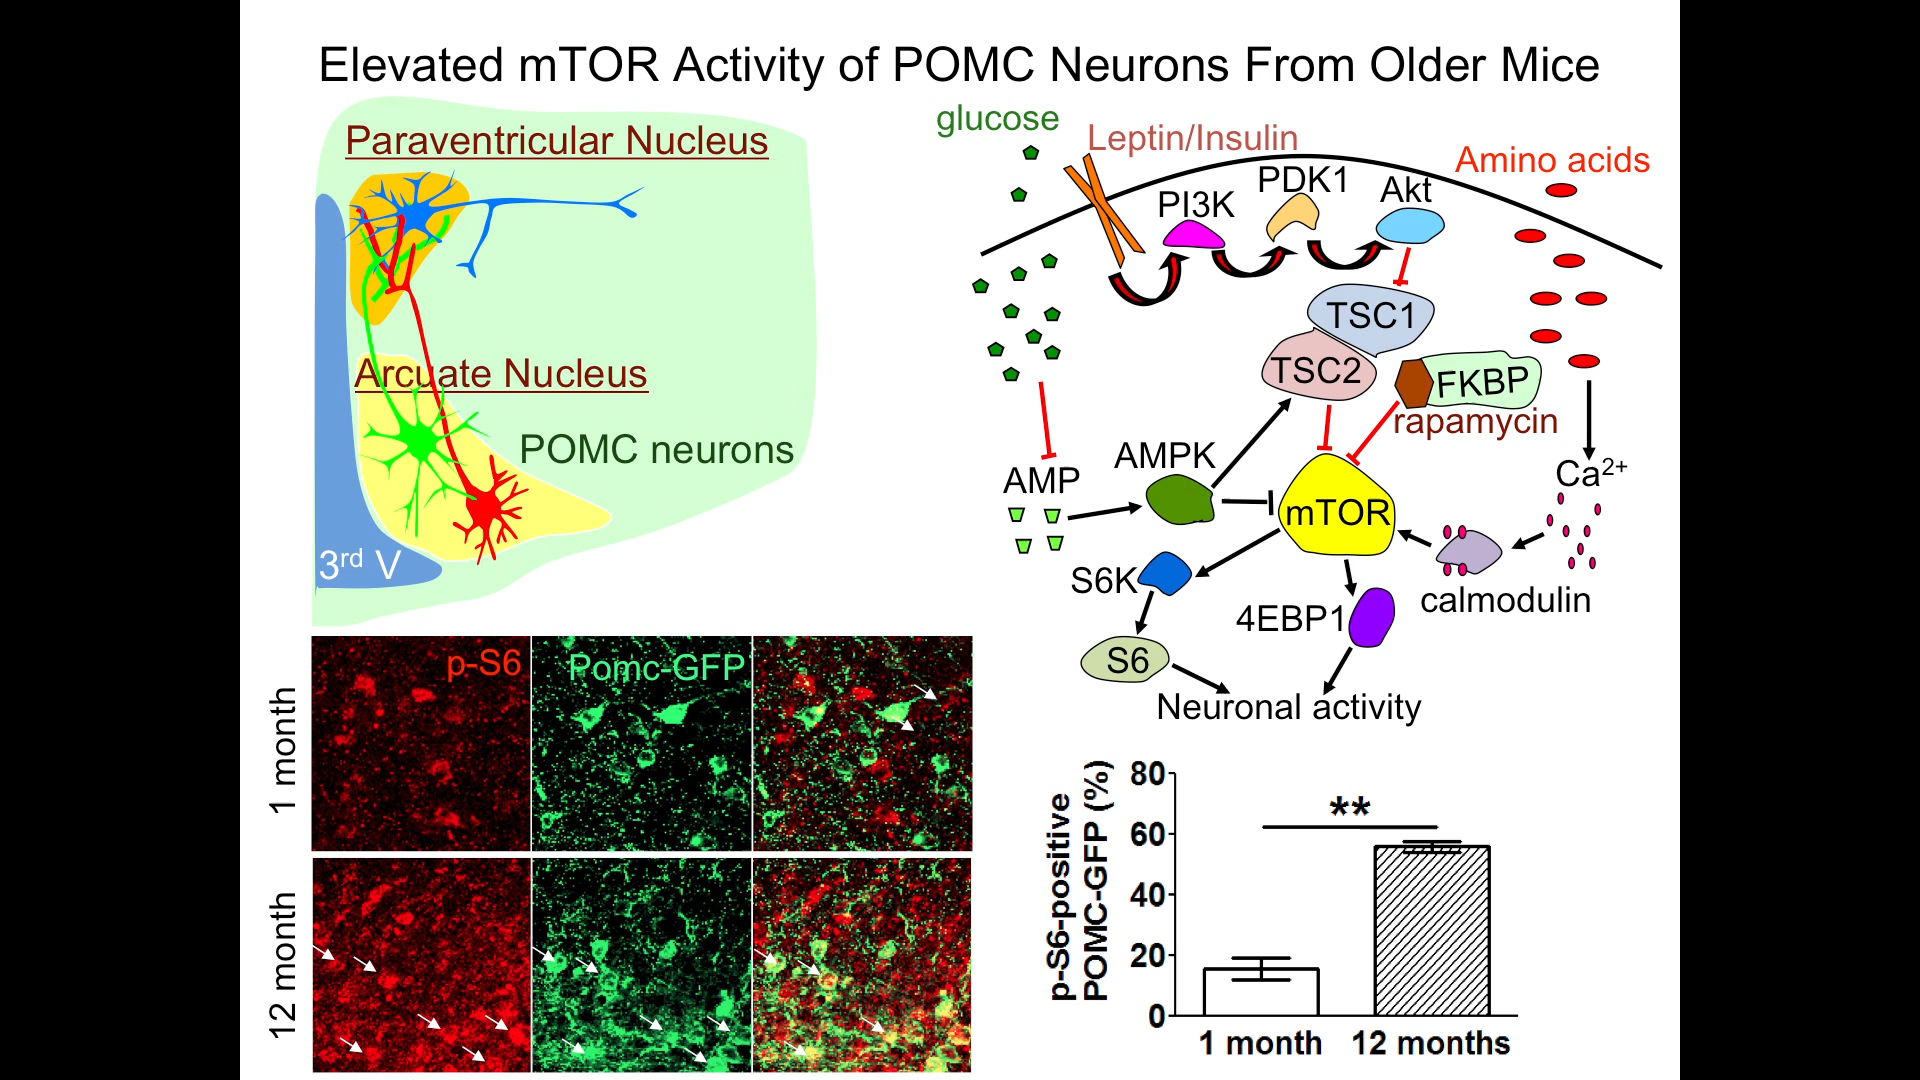 Elevated mTOR Activity of POMC Neurons From Older Mice
Paraventricular Nucleus
Arcuate Nucleus
POMC neurons
3rd V
glucose
Leptin/Insulin
Amino acids
PI3K
PDK1
Akt
TSC1
TSC2
FKBP
rapamycin
AMP
AMPK
mTOR
Ca2+
calmodulin
S6K
4EBP1
S6
Neuronal activity
p-S6
Pomc-GFP
1 month
12 month
p-S6-positive
POMC-GFP (%)
80
60
40
20
0
**
1 month
12 months